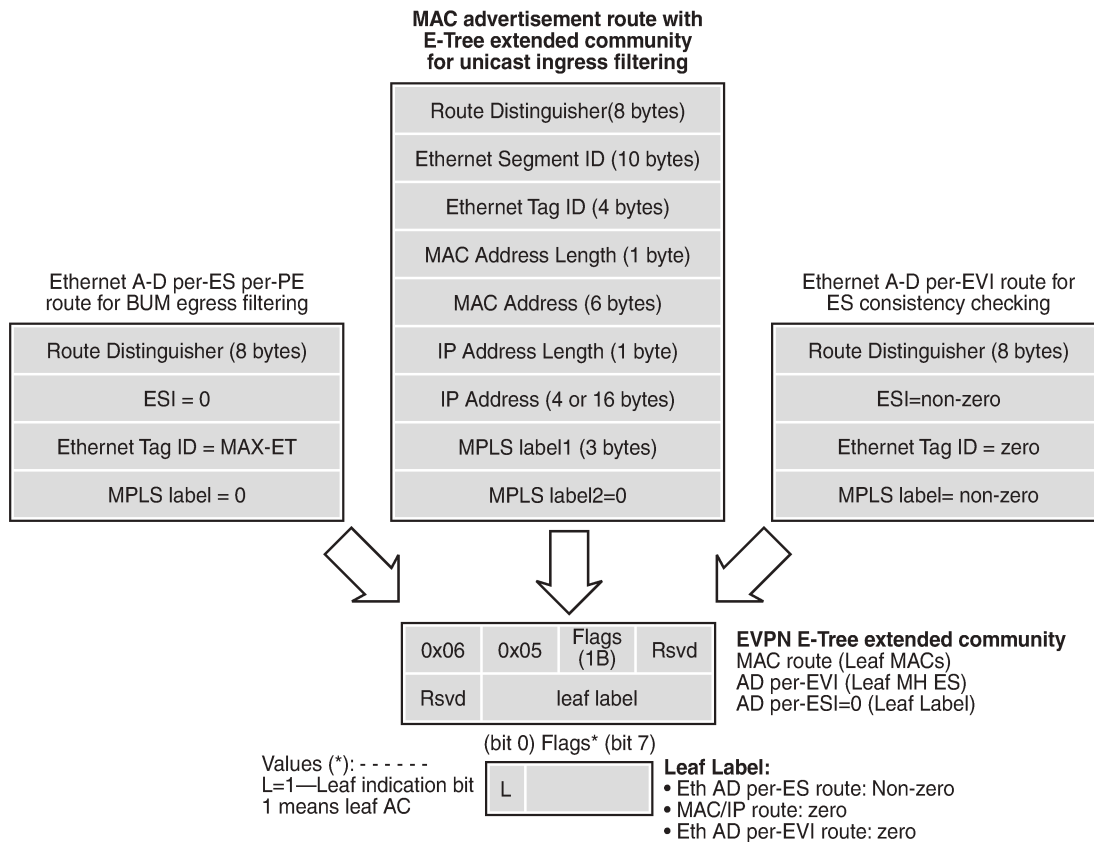 MAC advertisement route with
E-Tree extended community
for unicast ingress filtering
Route Distinguisher(8 bytes)
Ethernet Segment ID (10 bytes)
Ethernet Tag ID (4 bytes)
MAC Address Length (1 byte)
MAC Address (6 bytes)
IP Address Length (1 byte)
IP Address (4 or 16 bytes)
MPLS label1 (3 bytes)
MPLS label2=0
Ethernet A-D per-ES per-PE
route for BUM egress filtering
Route Distinguisher (8 bytes)
ESI = 0
Ethernet Tag ID = MAX-ET
MPLS label = 0
Ethernet A-D per-EVI route for
ES consistency checking
Route Distinguisher (8 bytes)
ESI=non-zero
Ethernet Tag ID = zero
MPLS label= non-zero
0x06
0x05
Flags
(1B)
Rsvd
Rsvd
leaf label
EVPN E-Tree extended community
MAC route (Leaf MACs)
AD per-EVI (Leaf MH ES)
AD per-ESI=0 (Leaf Label)
(bit 0) Flags* (bit 7)
L
Values (*): - - - - - -
L=1—Leaf indication bit
1 means leaf AC
Leaf Label:
• Eth AD per-ES route: Non-zero
• MAC/IP route: zero
• Eth AD per-EVI route: zero